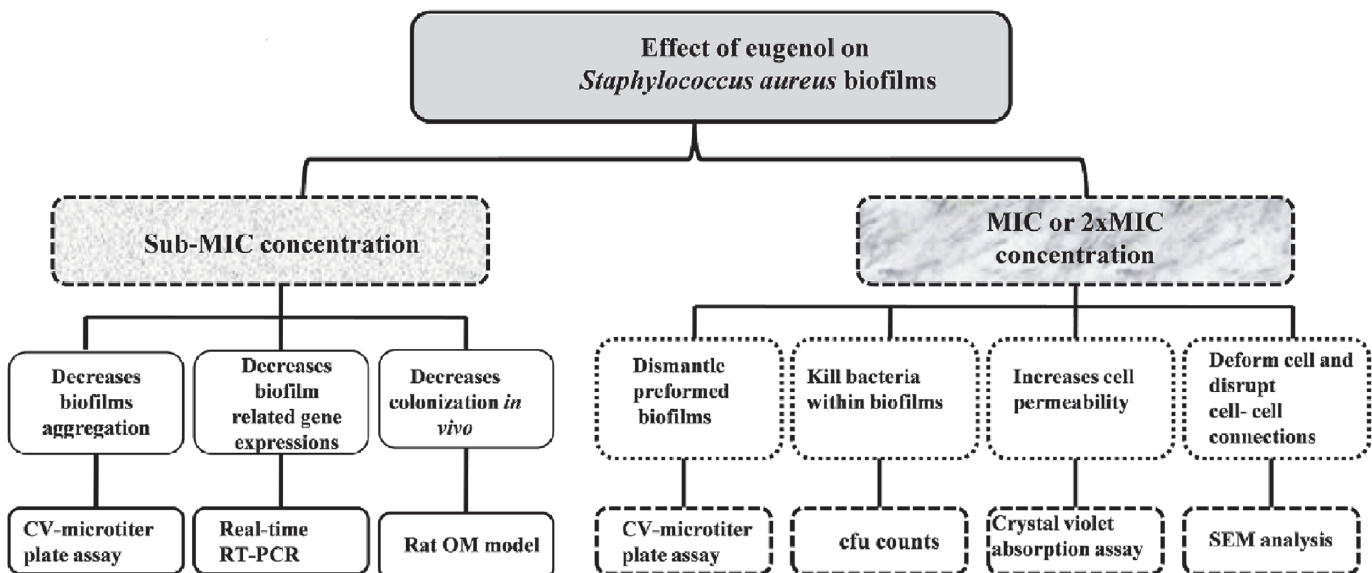 Effect of eugenol on
Staphylococcus aureus biofilms
Sub-MIC concentration
MIC or 2xMIC
concentration
Decreases
biofilms
aggregation
Decreases
biofilm
related gene
expressions
Decreases
colonization in
vivo
Dismantic
preformed
biofilms
Kill bacteria
within biofilms
Increases cell
permeability
Deform cell and
disrupt
cell- cell
connections
CV-microtiter
plate assay
Real-time
RT-PCR
Rat OM model
CV-microtiter
plate assay
cfu counts
Crystal violet
absorption assay
SEM analysis